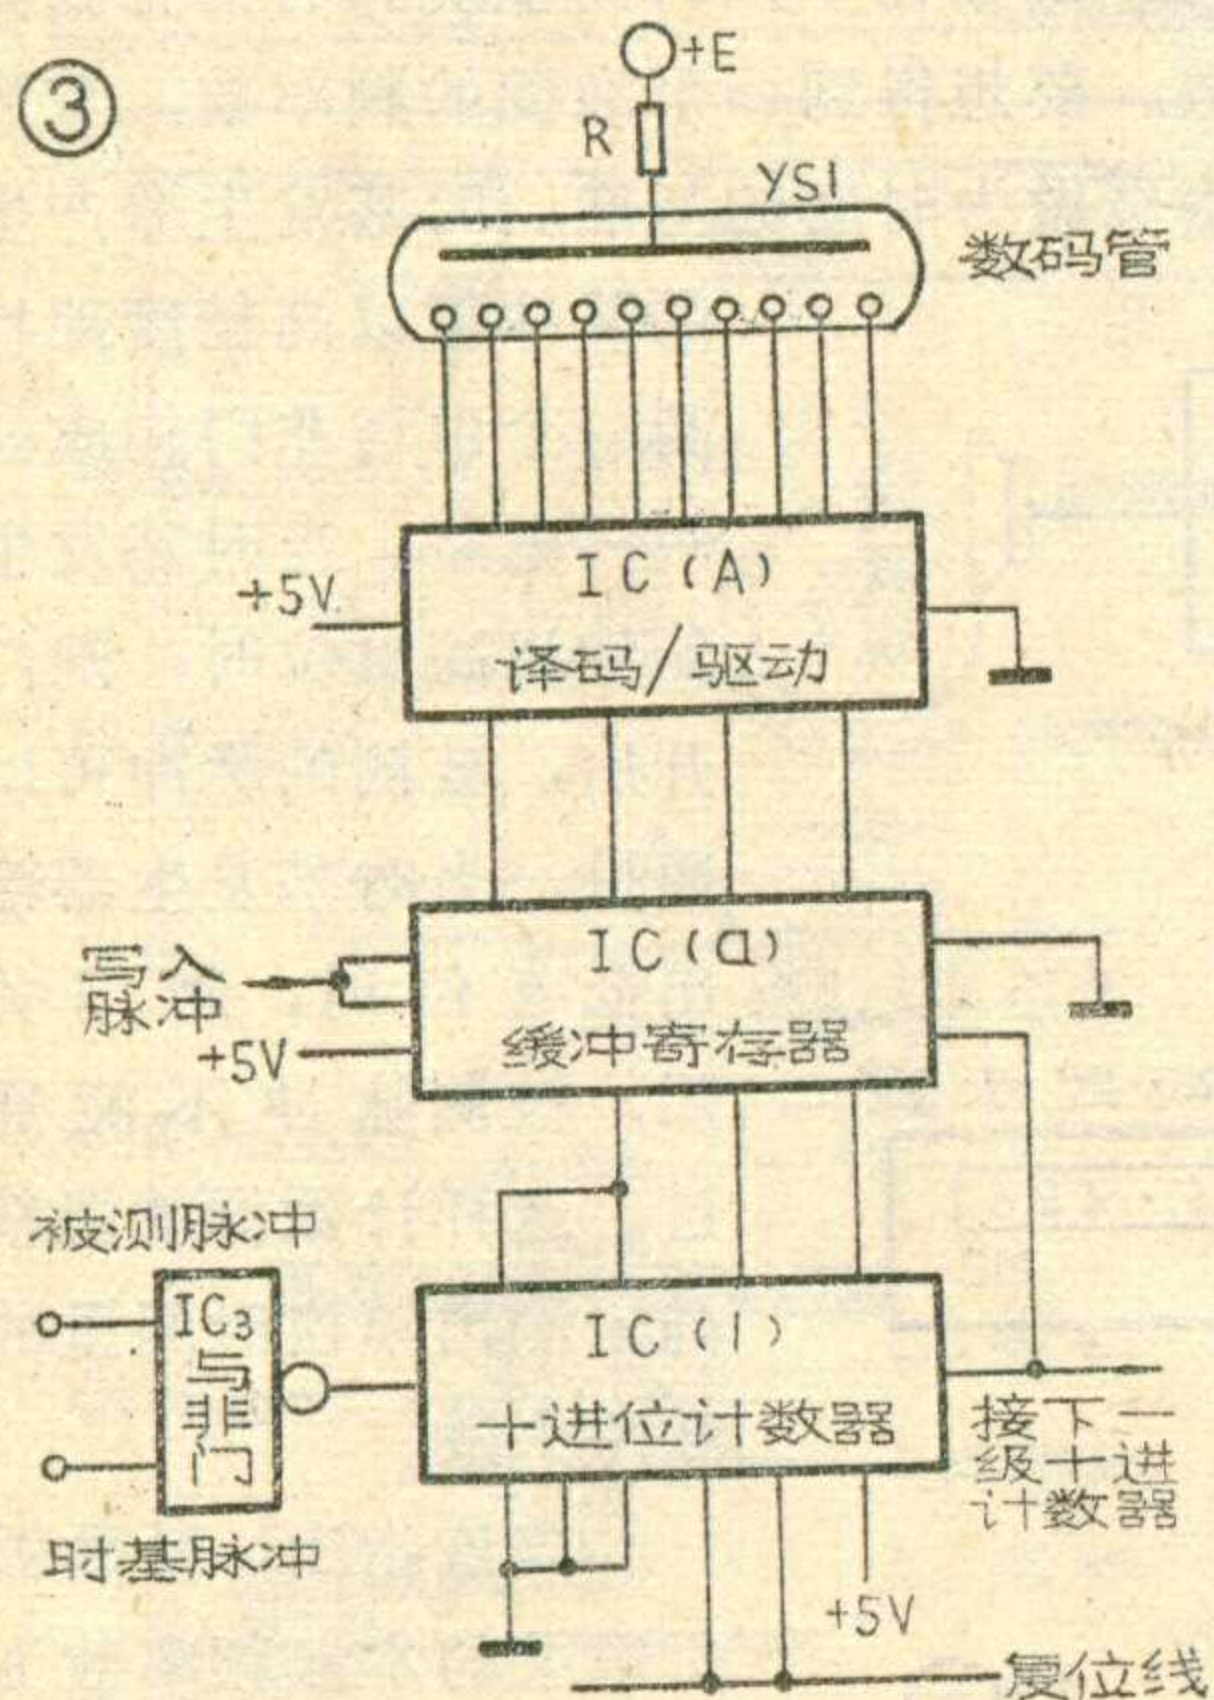 ③
+E
R
YS1
数码管
IC(A)
+5V
译码/驱动
IC(a)
写入
脉冲
+5V
缓冲寄存器
被测脉冲
IC3
与
非
门
IC(1)
十进位计数器
接下一
级十进
计数器
时基脉冲
+5V
复位线